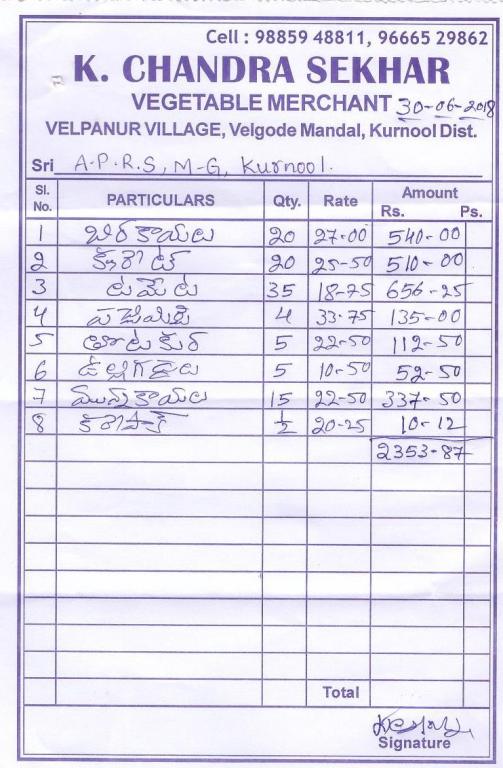 Cell : 98859 48811, 96665 29862
K. CHANDRA SEKHAR
VEGETABLE MERCHANT 30-06-2018
VELPANUR VILLAGE, Velgode Mandal, Kurnool Dist.
Sri A.P.R.S, M-G, Kurnool.
Sl. No. PARTICULARS Qty. Rate Amount Rs. Ps.
1 బీరకాయలు 20 27-00 540-00
2 క్యారెట్ 20 25-50 510-00
3 టమేట 35 18-75 656-25
4 పచ్చిమిర్చి 4 33.75 135-00
5 తోటకుర 5 22-50 112-50
6 ఉల్లిగడ్డలు 5 10-50 52-50
7 మునగకాయలు 15 22-50 337-50
8 కరేపాక్ ½ 20-25 10-12
2353-87
Total
Signature